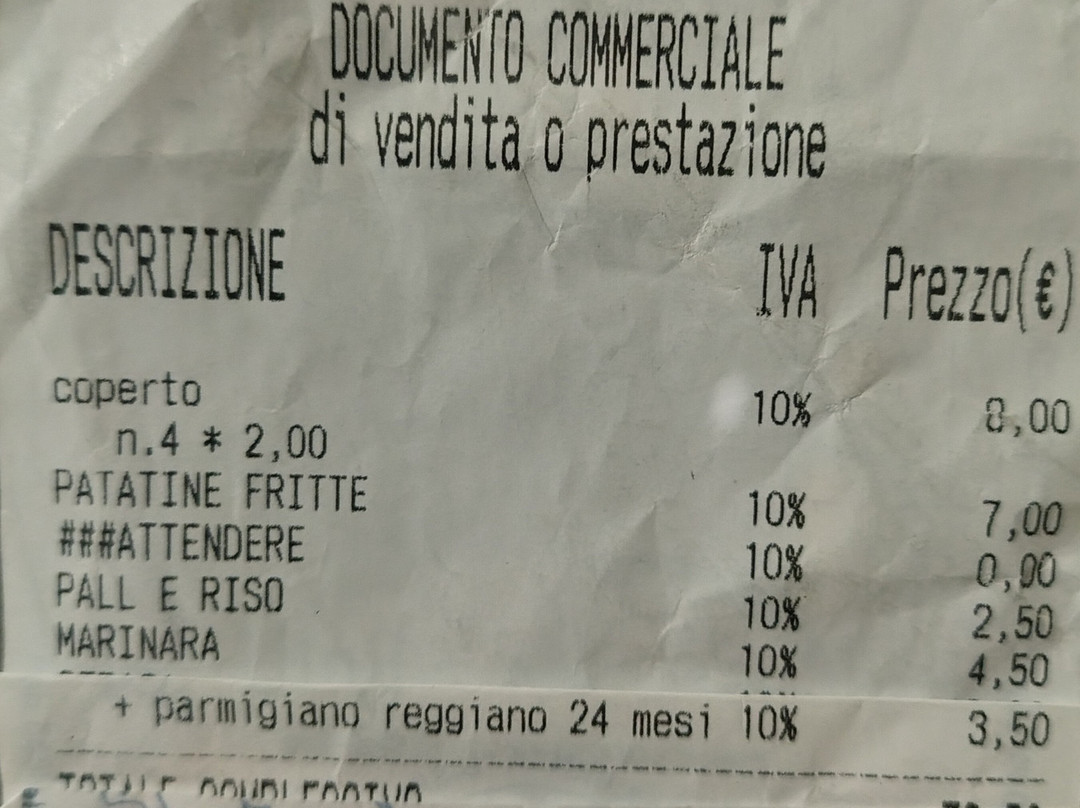 DOCUMENTO COMMERCIALE
di vendita o prestazione
DESCRIZIONE IVA Prezzo(€)
coperto 10% 8,00
n.4 * 2,00
PATATINE FRITTE 10% 7,00
###ATTENDERE 10% 0,00
PALL E RISO 10% 2,50
MARINARA 10% 4,50
+ parmigiano reggiano 24 mesi 10% 3,50